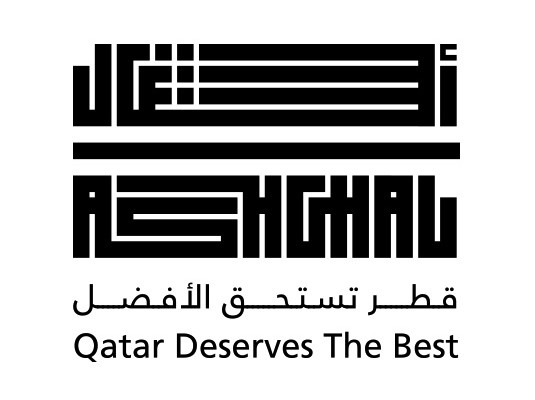 أشغال
ASHGHAL
قطر تستحق الأفضل
Qatar Deserves The Best